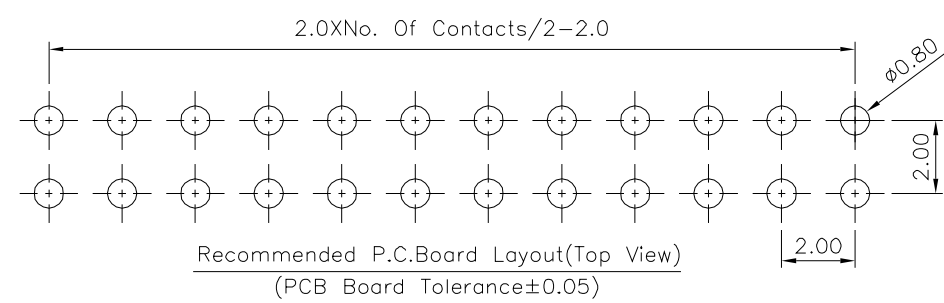 2.0XNo. Of Contacts/2-2.0
ø0.80
2.00
2.00
Recommended P.C.Board Layout(Top View)
(PCB Board Tolerance±0.05)